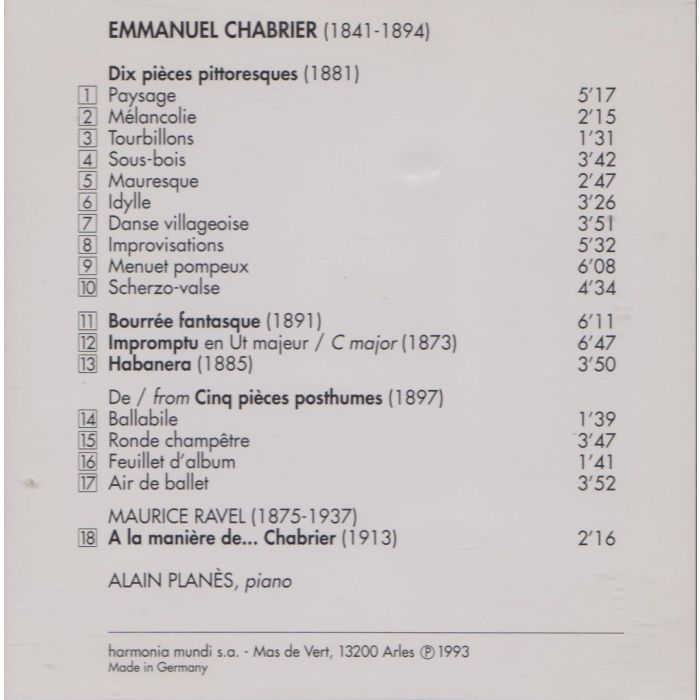 EMMANUEL CHABRIER (1841-1894)
Dix pièces pittoresques (1881)
1 Paysage 5'17
2 Mélancolie 2'15
3 Tourbillons 1'31
4 Sous-bois 3'42
5 Mauresque 2'47
6 Idylle 3'26
7 Danse villageoise 3'51
8 Improvisations 5'32
9 Menuet pompeux 6'08
10 Scherzo-valse 4'34
11 Bourrée fantasque (1891) 6'11
12 Impromptu en Ut majeur / C major (1873) 6'47
13 Habanera (1885) 3'50
De / from Cinq pièces posthumes (1897)
14 Ballabile 1'39
15 Ronde champêtre 3'47
16 Feuillet d'album 1'41
17 Air de ballet 3'52
MAURICE RAVEL (1875-1937)
18 A la manière de... Chabrier (1913) 2'16
ALAIN PLANÈS, piano
harmonia mundi s.a. - Mas de Vert, 13200 Arles ℗ 1993
Made in Germany